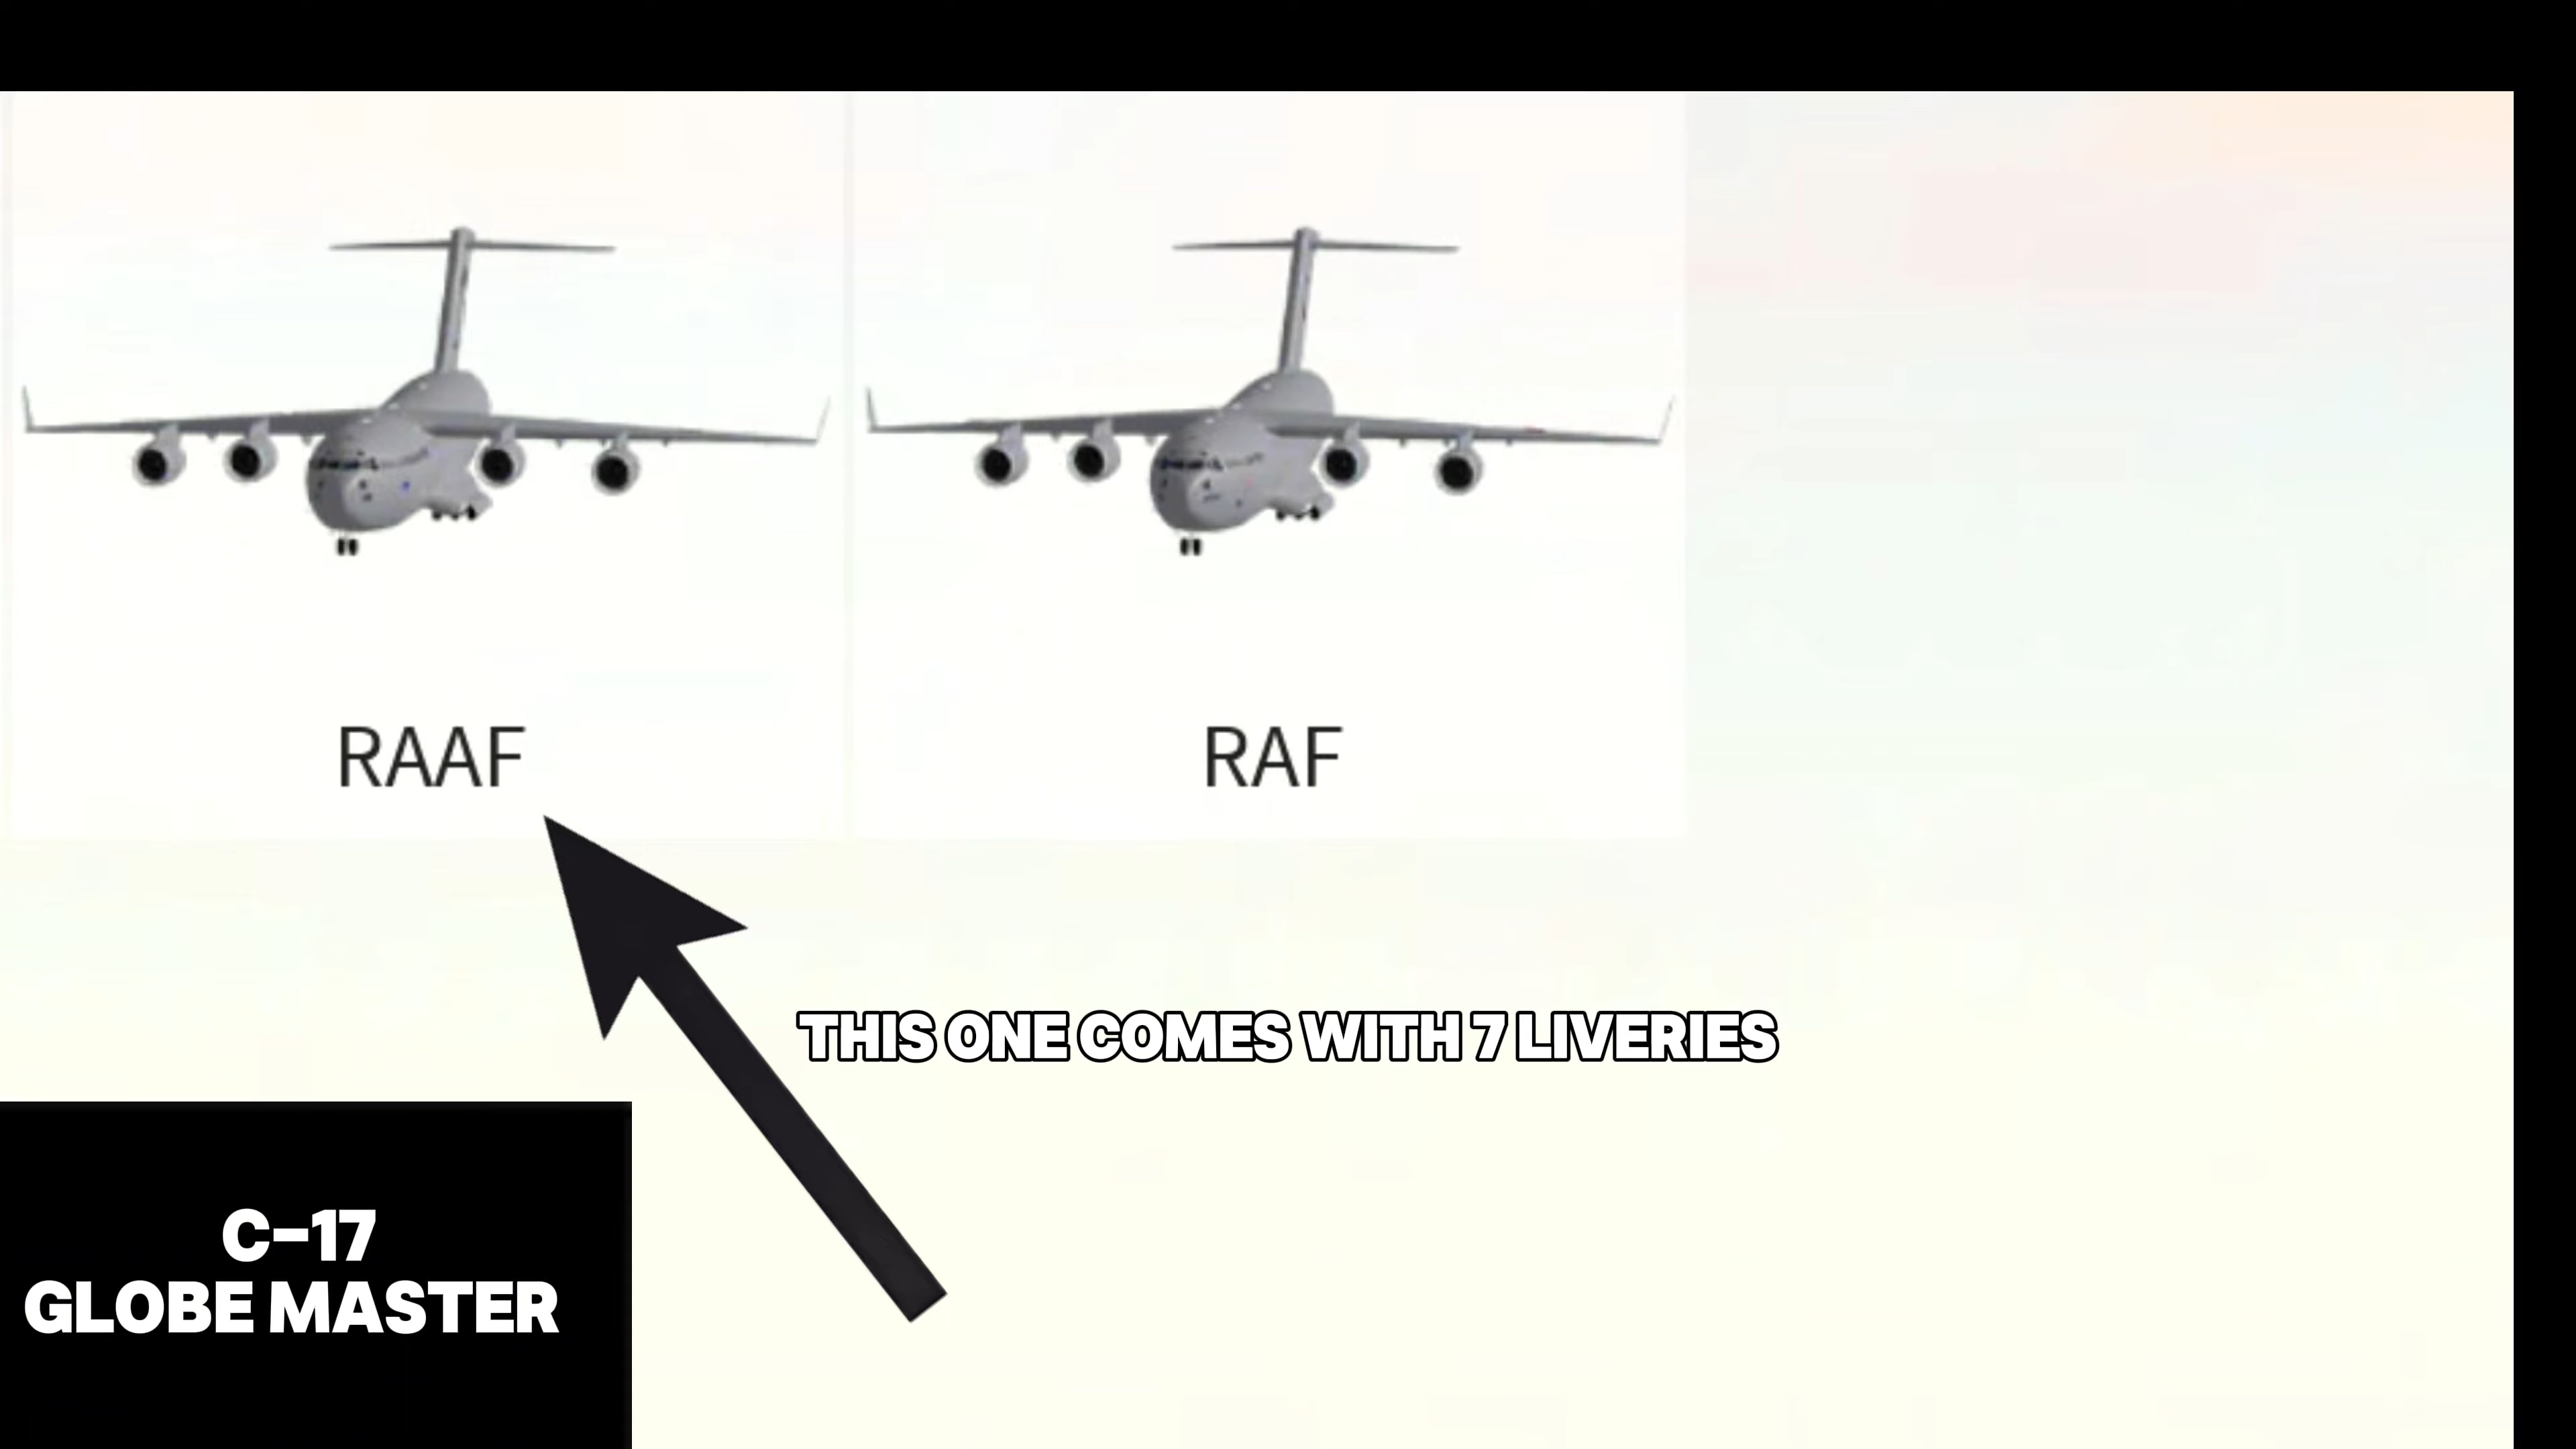 RAAF
RAF
THIS ONE COMES WITH 7 LIVERIES
C-17
GLOBE MASTER